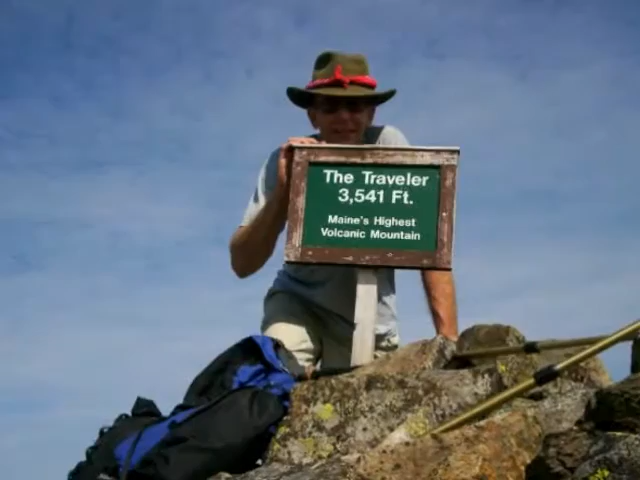 The Traveler
3,541 Ft.
Maine's Highest
Volcanic Mountain